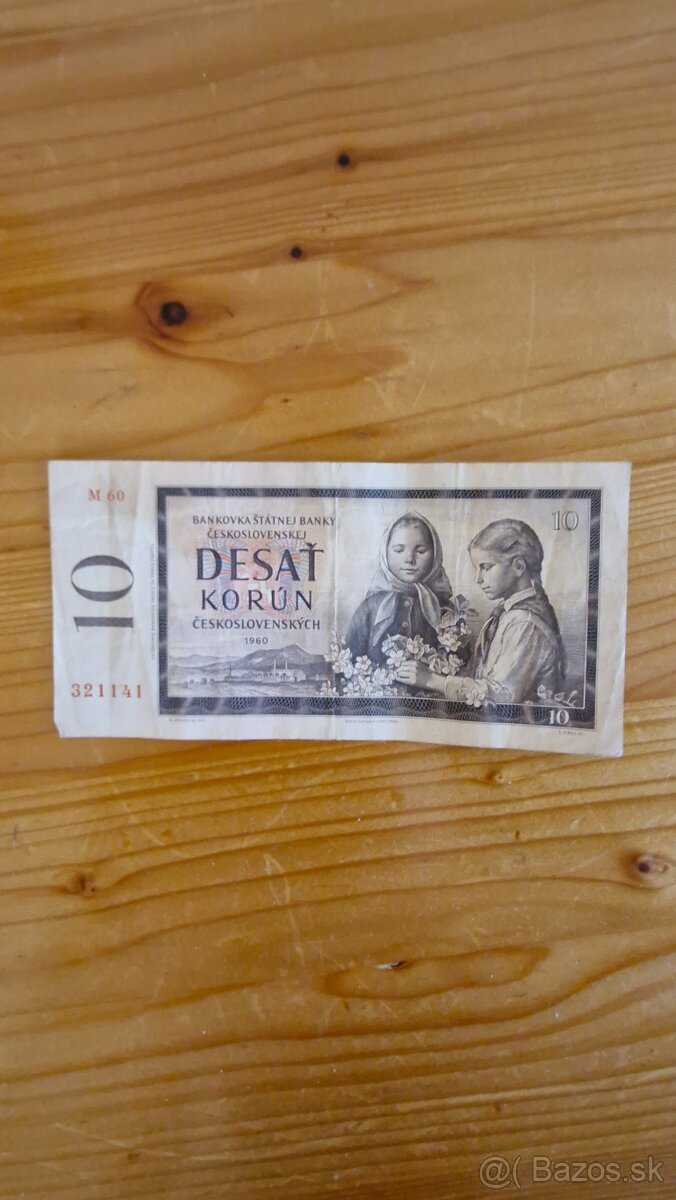 M 60
10
321141
BANKOVKA ŠTÁTNEJ BANKY
ČESKOSLOVENSKEJ
DESAŤ
KORÚN
ČESKOSLOVENSKÝCH
1960
10
10
@( Bazos.sk